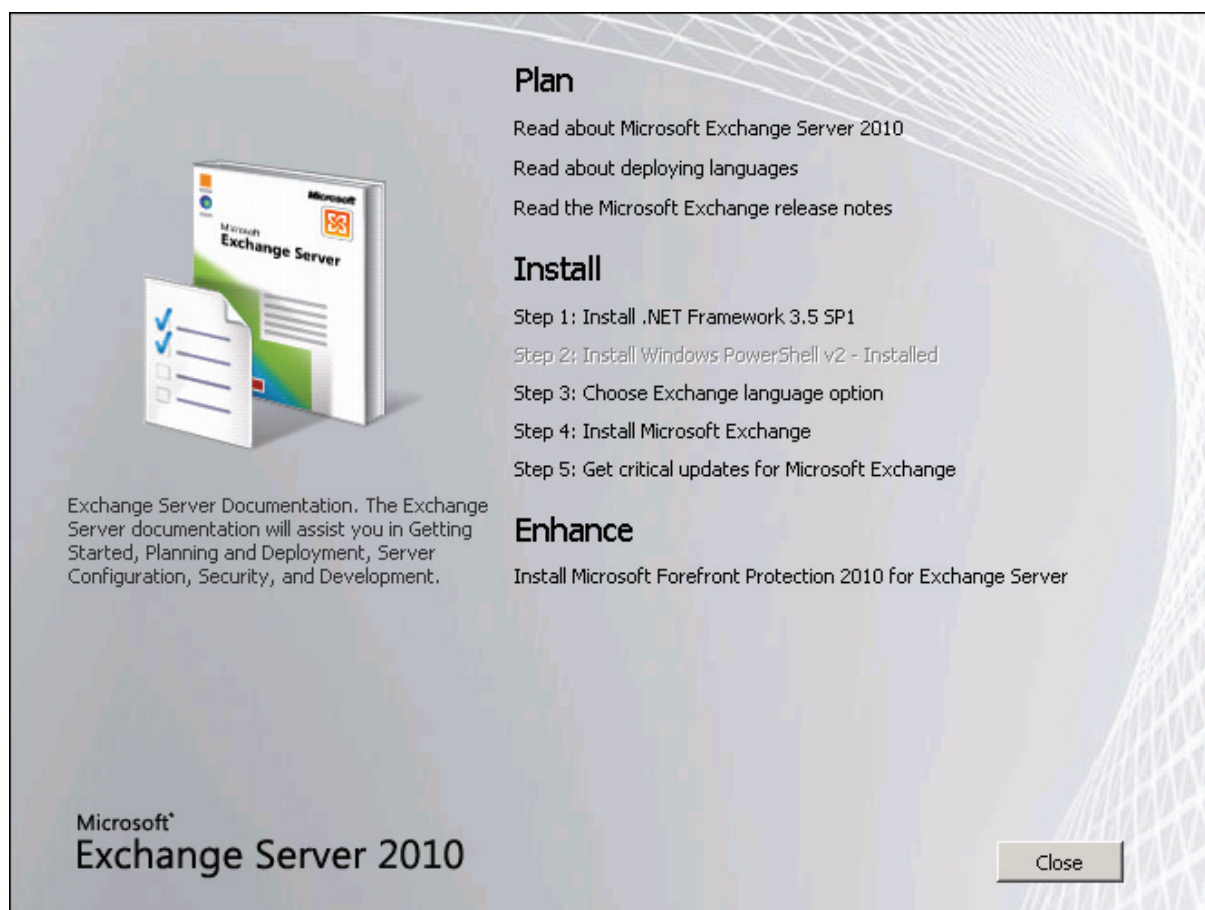 Plan
Read about Microsoft Exchange Server 2010
Read about deploying languages
Read the Microsoft Exchange release notes
Microsoft
Microsoft
Exchange Server
Install
Step 1: Install .NET Framework 3.5 SP1
Step 2: Install Windows PowerShell v2 - Installed
Step 3: Choose Exchange language option
Step 4: Install Microsoft Exchange
Step 5: Get critical updates for Microsoft Exchange
Exchange Server Documentation. The Exchange
Server documentation will assist you in Getting
Started, Planning and Deployment, Server
Configuration, Security, and Development.
Enhance
Install Microsoft Forefront Protection 2010 for Exchange Server
Microsoft
Exchange Server 2010
Close